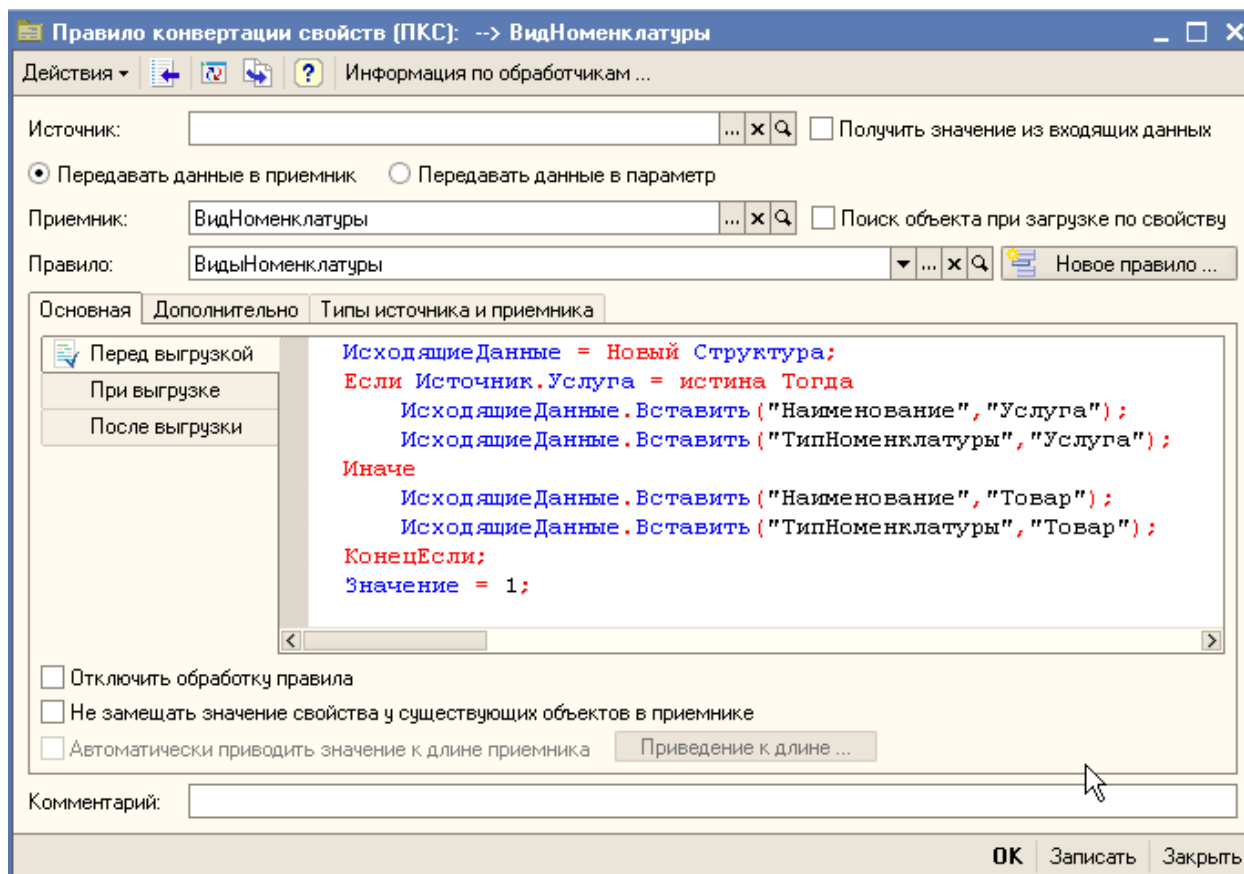 Правило конвертации свойств (ПКС): --> ВидНоменклатуры
Действия Информация по обработчикам ...
Источник: ... Получить значение из входящих данных
Передавать данные в приемник Передавать данные в параметр
Приемник: ВидНоменклатуры ... Поиск объекта при загрузке по свойству
Правило: ВидыНоменклатуры ... Новое правило ...
Основная Дополнительно Типы источника и приемника
Перед выгрузкой
При выгрузке
После выгрузки
ИсходящиеДанные = Новый Структура;
Если Источник.Услуга = истина Тогда
ИсходящиеДанные.Вставить("Наименование","Услуга");
ИсходящиеДанные.Вставить("ТипНоменклатуры","Услуга");
Иначе
ИсходящиеДанные.Вставить("Наименование","Товар");
ИсходящиеДанные.Вставить("ТипНоменклатуры","Товар");
КонецЕсли;
Значение = 1;
Отключить обработку правила
Не замещать значение свойства у существующих объектов в приемнике
Автоматически приводить значение к длине приемника Приведение к длине ...
Комментарий:
OK Записать Закрыть